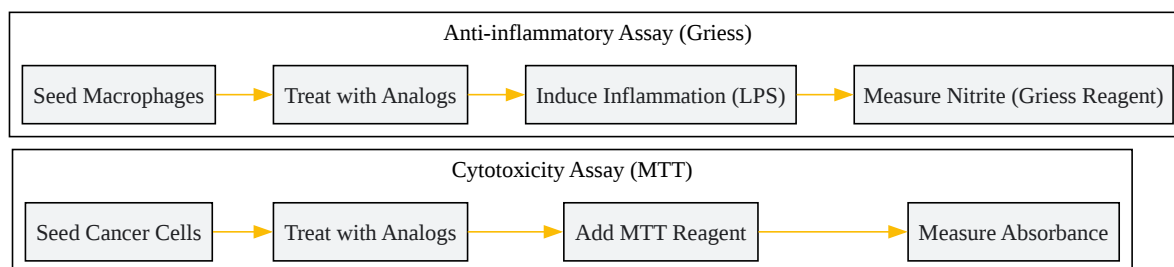 Anti-inflammatory Assay (Griess)
Seed Macrophages
Treat with Analogs
Induce Inflammation (LPS)
Measure Nitrite (Griess Reagent)
Cytotoxicity Assay (MTT)
Seed Cancer Cells
Treat with Analogs
Add MTT Reagent
Measure Absorbance